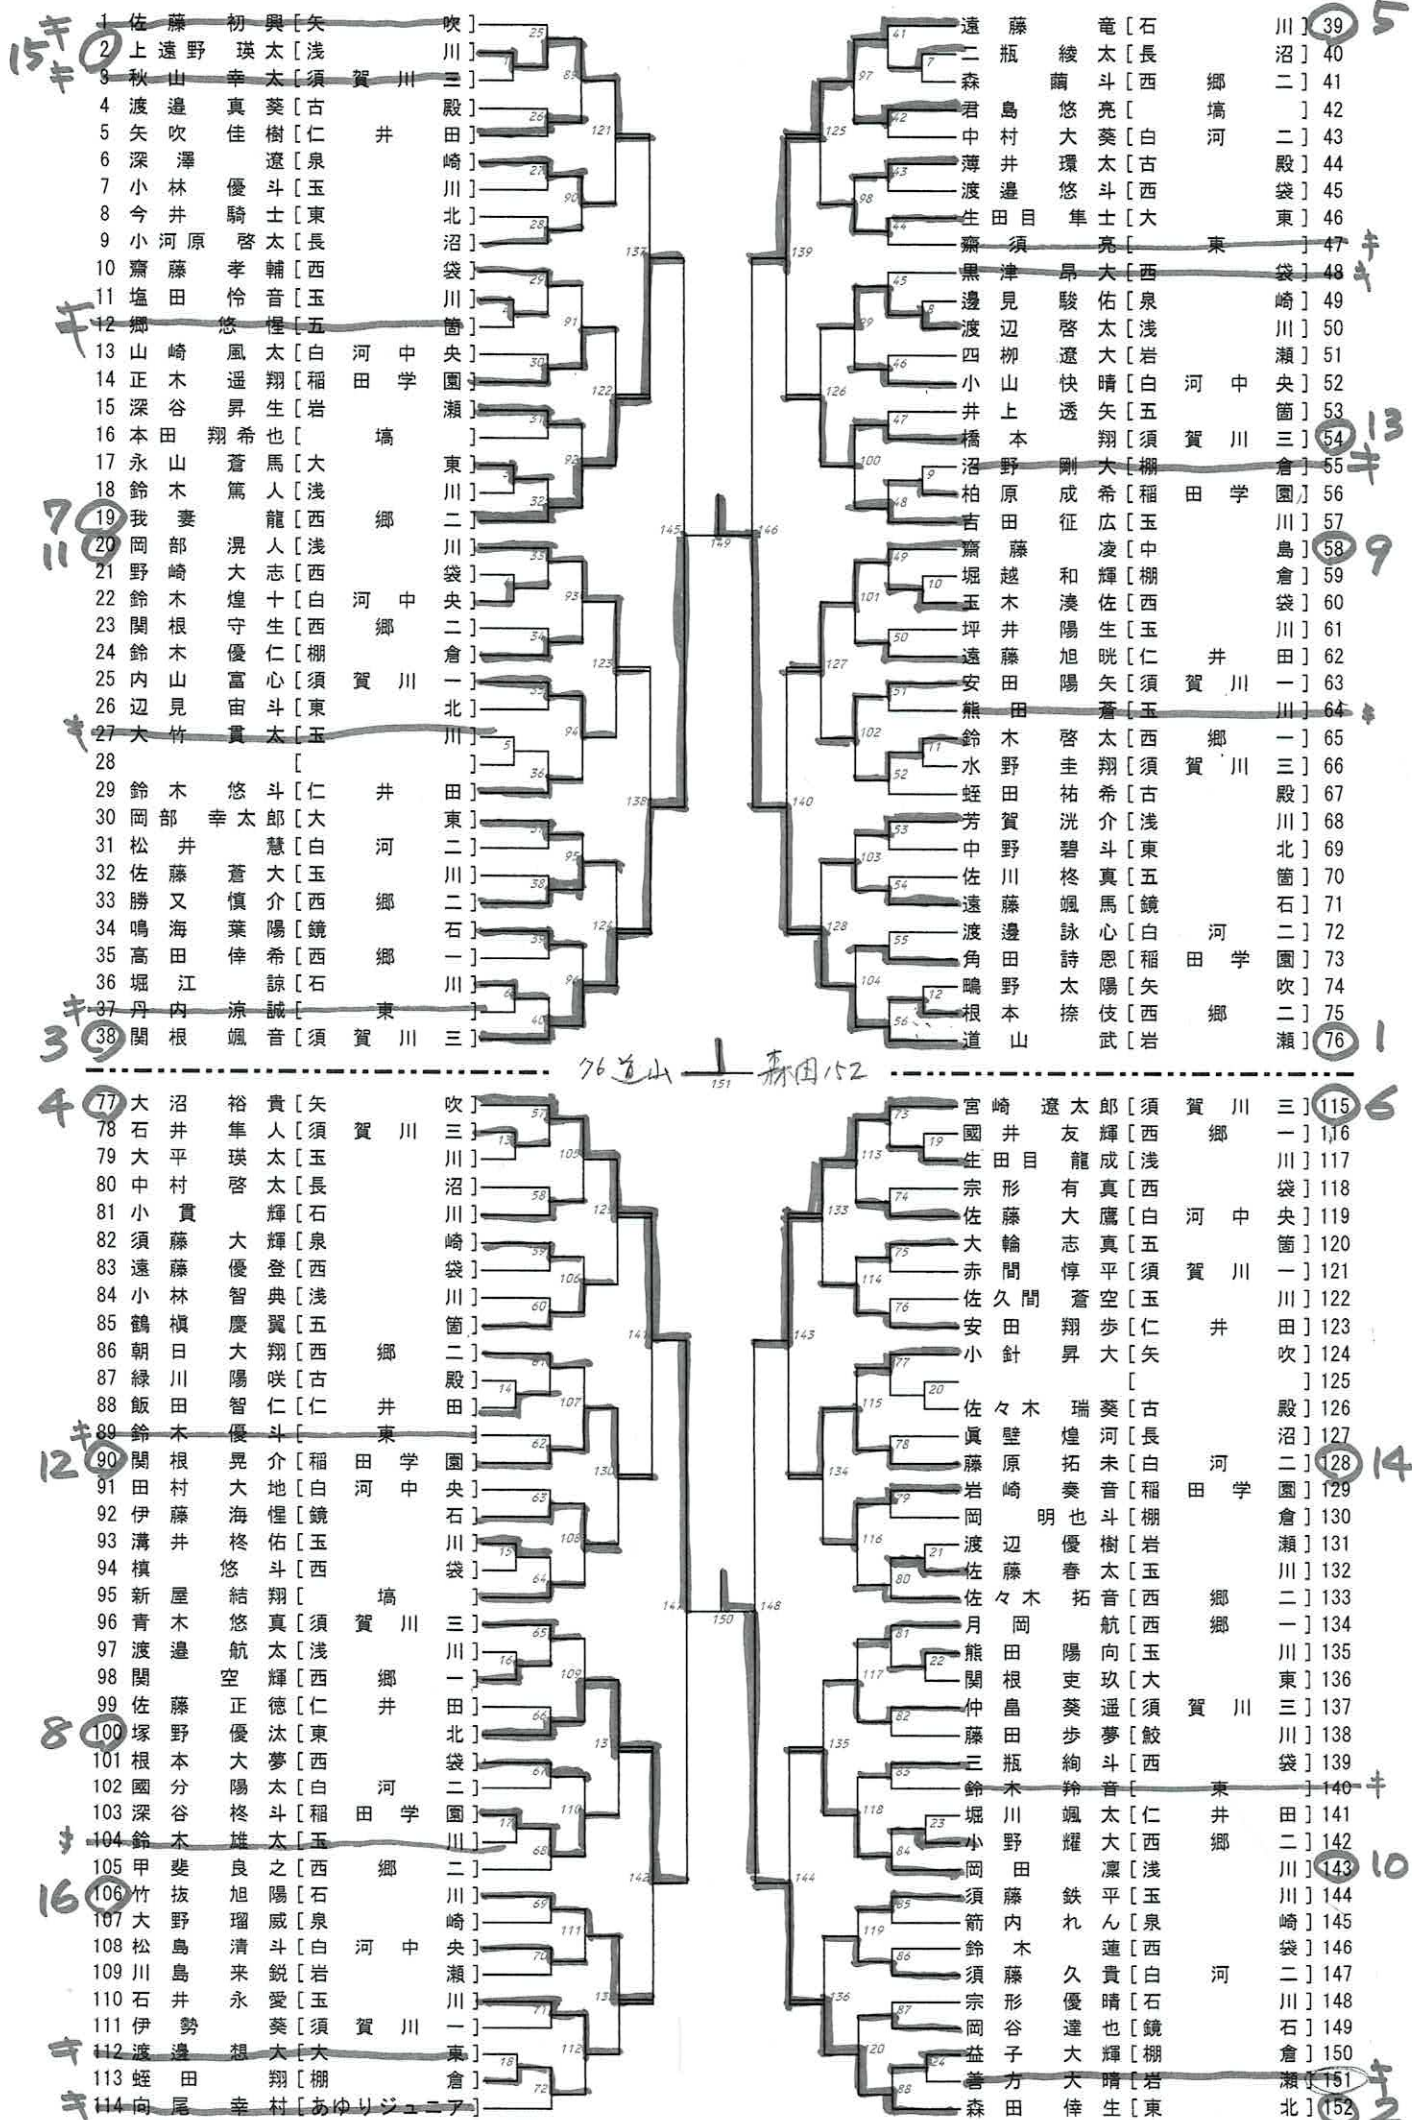 1 佐藤 初興 [矢吹]
2 上遠野 瑛太 [浅川]
3 秋山 幸太 [須賀川三]
4 渡邉 真葵 [古殿]
5 矢吹 佳樹 [仁井田]
6 深澤 遼 [泉崎]
7 小林 優斗 [玉川]
8 今井 騎士 [東北]
9 小河原 啓太 [長沼]
10 齋藤 孝輔 [西袋]
11 塩田 怜音 [玉川]
12 郷 悠惺 [五箇]
13 山崎 風太 [白河中央]
14 正木 遥翔 [稲田学園]
15 深谷 昇生 [岩瀬]
16 本田 翔希也 [塙]
17 永山 蒼馬 [大東]
18 鈴木 篤人 [浅川]
19 我妻 龍 [西郷二]
20 岡部 滉人 [浅川]
21 野崎 大志 [西袋]
22 鈴木 煌十 [白河中央]
23 関根 守生 [西郷二]
24 鈴木 優仁 [棚倉]
25 内山 富心 [須賀川一]
26 辺見 宙斗 [東北]
27 大竹 貫太 [玉川]
28 [ ]
29 鈴木 悠斗 [仁井田]
30 岡部 幸太郎 [大東]
31 松井 慧 [白河二]
32 佐藤 蒼大 [玉川]
33 勝又 慎介 [西郷二]
34 鳴海 葉陽 [鏡石]
35 高田 倖希 [西郷一]
36 堀江 諒 [石川]
37 丹内 涼誠 [東]
38 関根 颯音 [須賀川三]
遠藤 竜 [石川] 39
二瓶 綾太 [長沼] 40
森 繭斗 [西郷二] 41
君島 悠亮 [塙] 42
中村 大葵 [白河二] 43
薄井 環太 [古殿] 44
渡邉 悠斗 [西袋] 45
生田目 隼士 [大東] 46
齋須 亮 [東] 47
黒津 昂大 [西袋] 48
邊見 駿佑 [泉崎] 49
渡辺 啓太 [浅川] 50
四栁 遼大 [岩瀬] 51
小山 快晴 [白河中央] 52
井上 透矢 [五箇] 53
橋本 翔 [須賀川三] 54
沼野 剛大 [棚倉] 55
柏原 成希 [稲田学園] 56
吉田 征広 [玉川] 57
齋藤 凌 [中島] 58
堀越 和輝 [棚倉] 59
玉木 湊佐 [西袋] 60
坪井 陽生 [玉川] 61
遠藤 旭晄 [仁井田] 62
安田 陽矢 [須賀川一] 63
熊田 蒼 [玉川] 64
鈴木 啓太 [西郷一] 65
水野 圭翔 [須賀川三] 66
蛭田 祐希 [古殿] 67
芳賀 洸介 [浅川] 68
中野 碧斗 [東北] 69
佐川 柊真 [五箇] 70
遠藤 颯馬 [鏡石] 71
渡邊 詠心 [白河二] 72
角田 詩恩 [稲田学園] 73
鴫野 太陽 [矢吹] 74
根本 捺伎 [西郷二] 75
道山 武 [岩瀬] 76
76道山 151 森田152
77 大沼 裕貴 [矢吹]
78 石井 隼人 [須賀川三]
79 大平 瑛太 [玉川]
80 中村 啓太 [長沼]
81 小貫 輝 [石川]
82 須藤 大輝 [泉崎]
83 遠藤 優登 [西袋]
84 小林 智典 [浅川]
85 鶴槇 慶翼 [五箇]
86 朝日 大翔 [西郷二]
87 緑川 陽咲 [古殿]
88 飯田 智仁 [仁井田]
89 鈴木 優斗 [東]
90 関根 晃介 [稲田学園]
91 田村 大地 [白河中央]
92 伊藤 海惺 [鏡石]
93 溝井 柊佑 [玉川]
94 槙 悠斗 [西袋]
95 新屋 結翔 [塙]
96 青木 悠真 [須賀川三]
97 渡邉 航太 [浅川]
98 関 空輝 [西郷一]
99 佐藤 正徳 [仁井田]
100 塚野 優汰 [東北]
101 根本 大夢 [西袋]
102 國分 陽太 [白河二]
103 深谷 柊斗 [稲田学園]
104 鈴木 雄太 [玉川]
105 甲斐 良之 [西郷二]
106 竹抜 旭陽 [石川]
107 大野 瑠威 [泉崎]
108 松島 清斗 [白河中央]
109 川島 来鋭 [岩瀬]
110 石井 永愛 [玉川]
111 伊勢 葵 [須賀川一]
112 渡邊 想大 [大東]
113 蛭田 翔 [棚倉]
114 向尾 幸村 [あゆりジュニア]
宮崎 遼太郎 [須賀川三] 115
國井 友輝 [西郷一] 116
生田目 龍成 [浅川] 117
宗形 有真 [西袋] 118
佐藤 大鷹 [白河中央] 119
大輪 志真 [五箇] 120
赤間 惇平 [須賀川一] 121
佐久間 蒼空 [玉川] 122
安田 翔歩 [仁井田] 123
小針 昇大 [矢吹] 124
[ ] 125
佐々木 瑞葵 [古殿] 126
眞壁 煌河 [長沼] 127
藤原 拓未 [白河二] 128
岩崎 奏音 [稲田学園] 129
岡 明也斗 [棚倉] 130
渡辺 優樹 [岩瀬] 131
佐藤 春太 [玉川] 132
佐々木 拓音 [西郷二] 133
月岡 航 [西郷一] 134
熊田 陽向 [玉川] 135
関根 吏玖 [大東] 136
仲畠 葵遥 [須賀川三] 137
藤田 歩夢 [鮫川] 138
三瓶 絢斗 [西袋] 139
鈴木 羚音 [東] 140
堀川 颯太 [仁井田] 141
小野 耀大 [西郷二] 142
岡田 凜 [浅川] 143
須藤 鉄平 [玉川] 144
箭内 れん [泉崎] 145
鈴木 蓮 [西袋] 146
須藤 久貴 [白河二] 147
宗形 優晴 [石川] 148
岡谷 達也 [鏡石] 149
益子 大輝 [棚倉] 150
善方 大晴 [岩瀬] 151
森田 倖生 [東北] 152